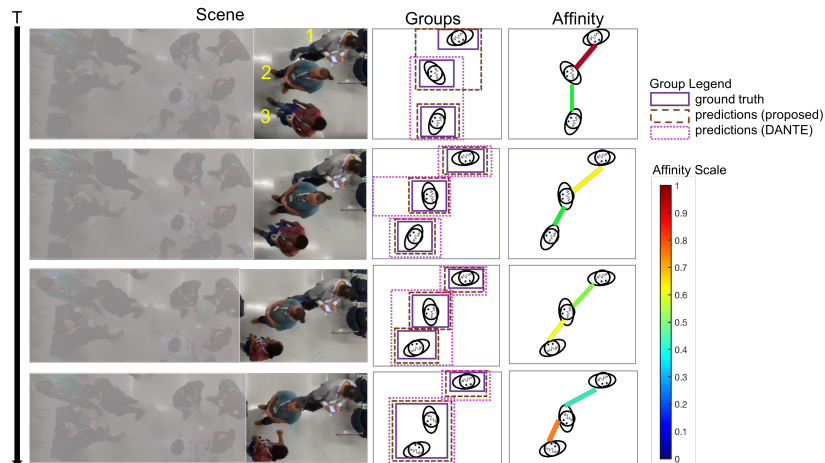 T
Scene
Groups
Affinity
1
2
3
Group Legend
ground truth
predictions (proposed)
predictions (DANTE)
Affinity Scale
1
0.9
0.8
0.7
0.6
0.5
0.4
0.3
0.2
0.1
0